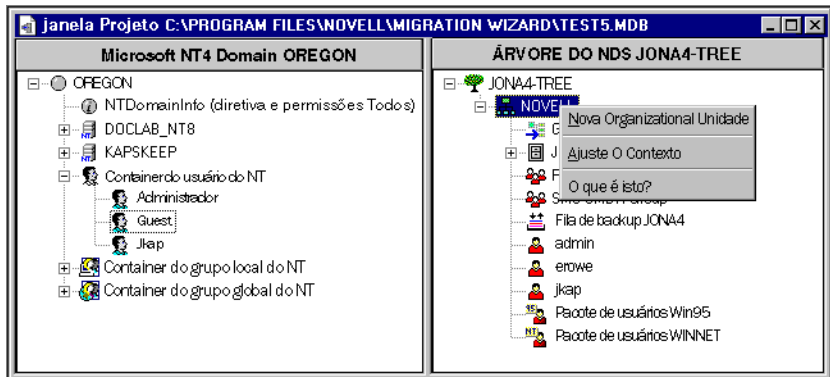 janela Projeto C:\PROGRAM FILES\NOVELL\MIGRATION WIZARD\TEST5.MDB
Microsoft NT4 Domain OREGON
OREGON
NTDomainInfo (diretiva e permissões Todos)
DOCLAB_NT8
KAPSKEEP
Container do usuário do NT
Administrador
Guest
Jkap
Container do grupo local do NT
Container do grupo global do NT
ÁRVORE DO NDS JONA4-TREE
JONA4-TREE
NOVELL
Nova Organizational Unidade
Ajuste O Contexto
O que é isto?
G
J
F
Fila de backup JONA4
admin
erowe
jkap
Pacote de usuários Win95
Pacote de usuários WINNET